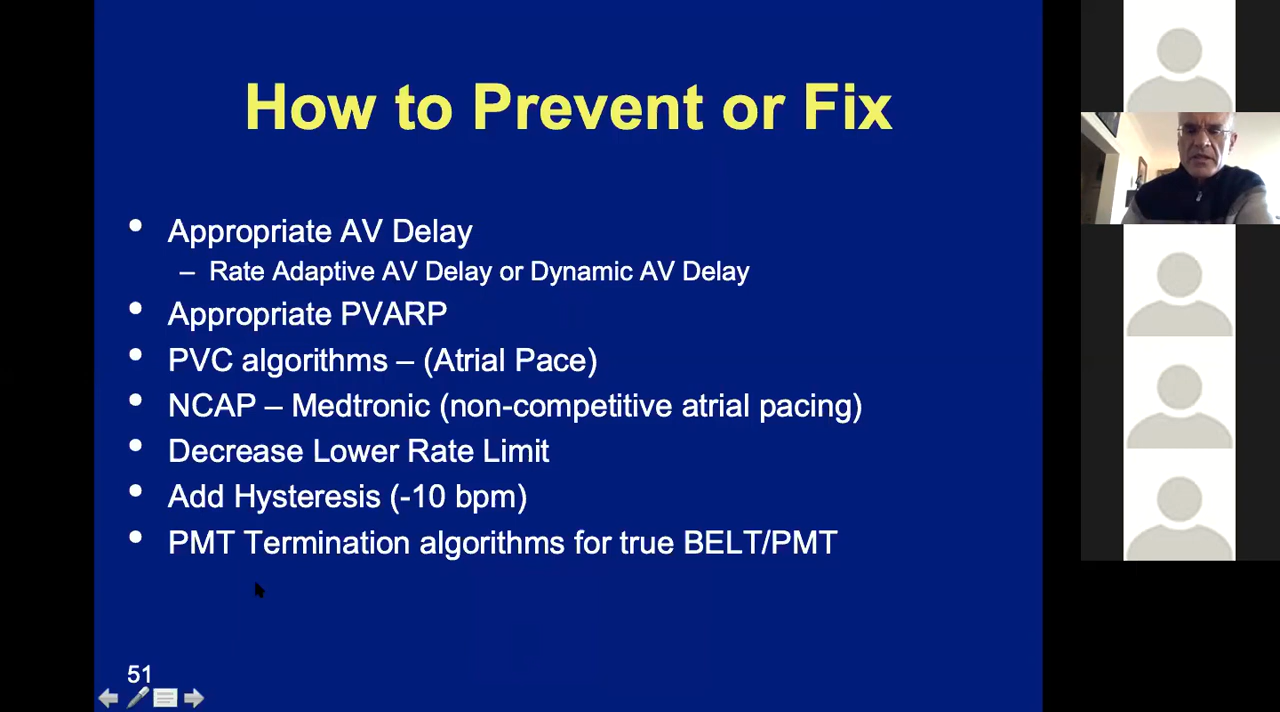 How to Prevent or Fix
• Appropriate AV Delay
– Rate Adaptive AV Delay or Dynamic AV Delay
• Appropriate PVARP
• PVC algorithms – (Atrial Pace)
• NCAP – Medtronic (non-competitive atrial pacing)
• Decrease Lower Rate Limit
• Add Hysteresis (-10 bpm)
• PMT Termination algorithms for true BELT/PMT
51